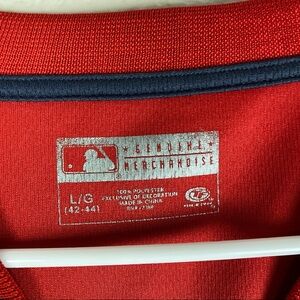 GENUINE
MERCHANDISE
L/G
(42-44)
100% POLYESTER
EXCLUSIVE OF DECORATION
MADE IN CHINA